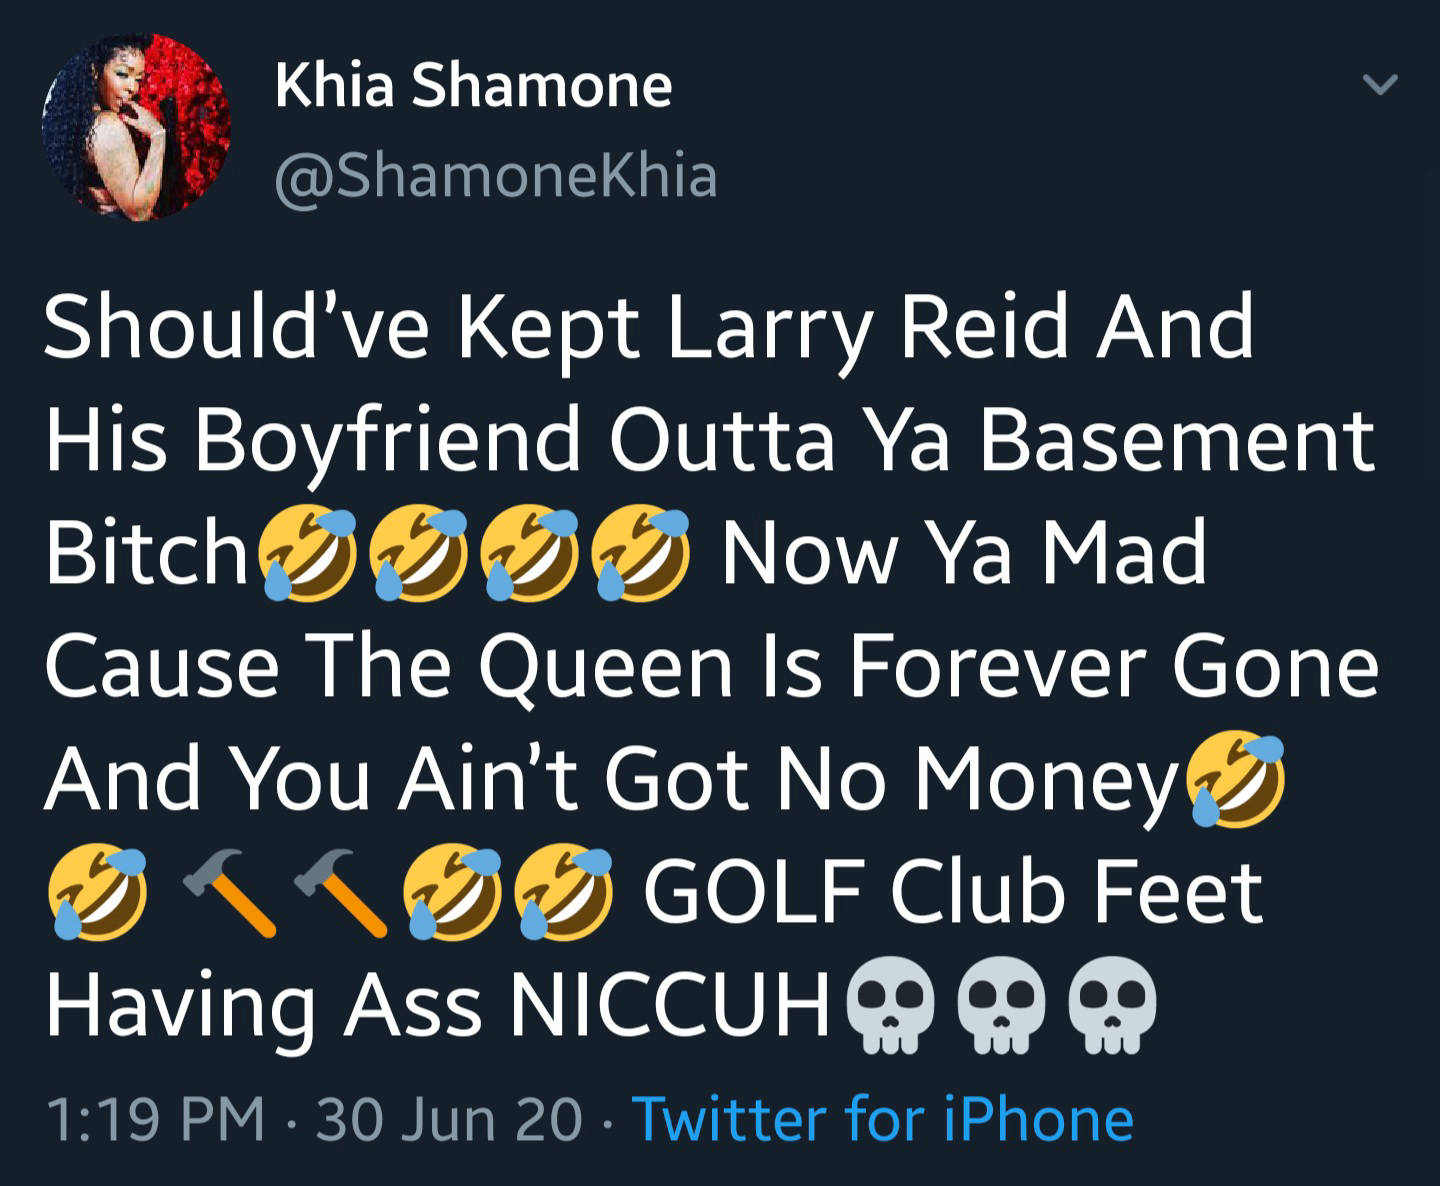 Khia Shamone
@ShamoneKhia
Should’ve Kept Larry Reid And
His Boyfriend Outta Ya Basement
Bitch🤣🤣🤣🤣 Now Ya Mad
Cause The Queen Is Forever Gone
And You Ain’t Got No Money🤣
🤣🔨🔨🤣🤣 GOLF Club Feet
Having Ass NICCUH💀💀💀
1:19 PM · 30 Jun 20 · Twitter for iPhone